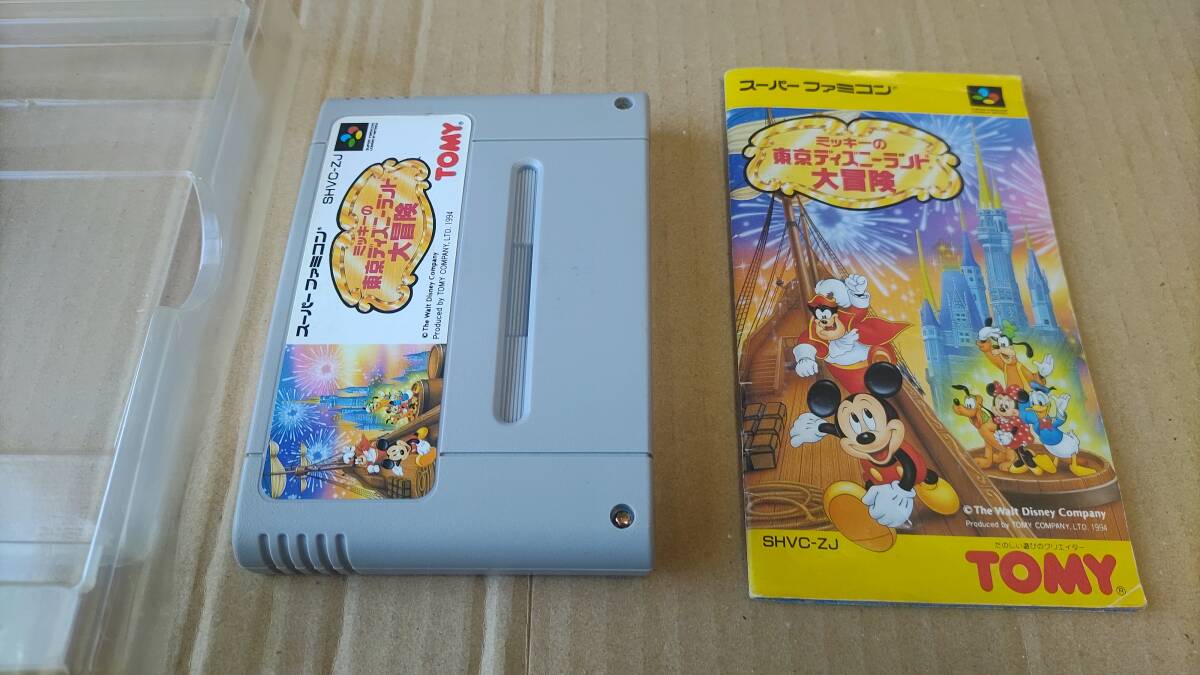 スーパーファミコン
SHVC-ZJ
ミッキーの
東京ディズニーランド
大冒険
TOMY®
© The Walt Disney Company
Produced by TOMY COMPANY, LTD. 1994
スーパーファミコン
ミッキーの
東京ディズニーランド
大冒険
© The Walt Disney Company
Produced by TOMY COMPANY, LTD. 1994
SHVC-ZJ
たのしい遊びのクリエイター
TOMY®